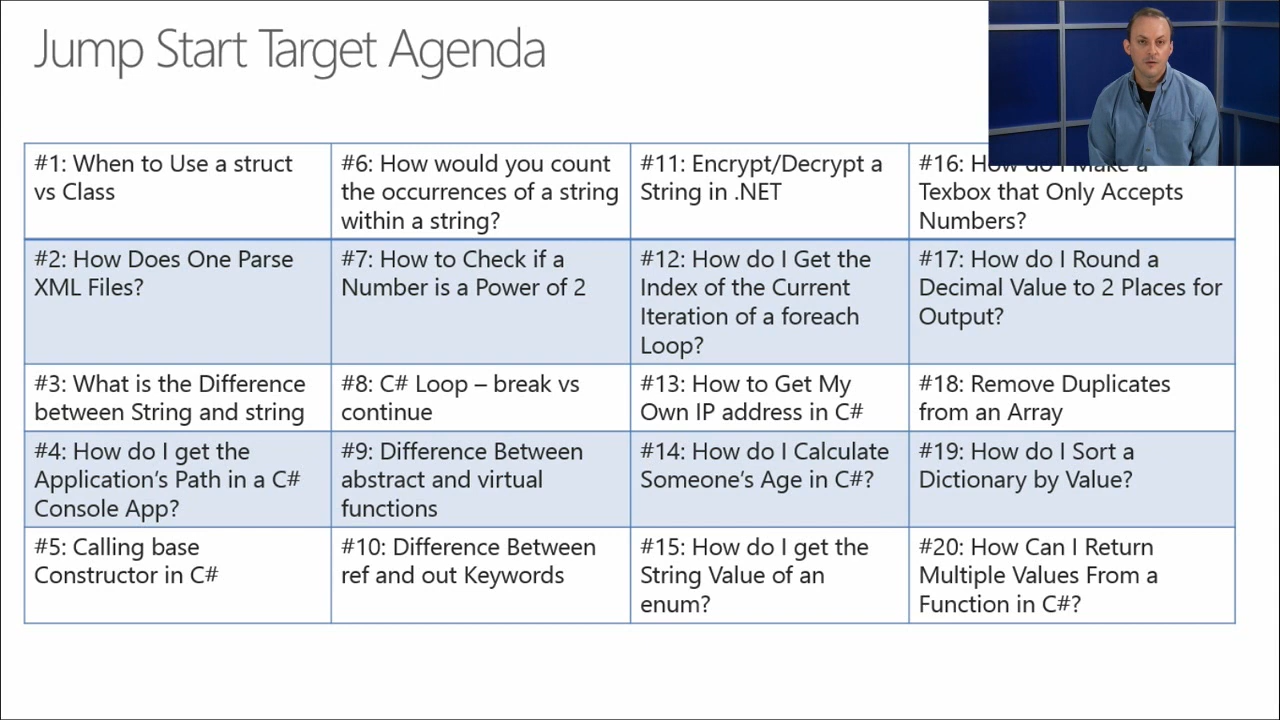 Jump Start Target Agenda
#1: When to Use a struct
vs Class
#6: How would you count
the occurrences of a string
within a string?
#11: Encrypt/Decrypt a
String in .NET
#16: How do I Make a
Texbox that Only Accepts
Numbers?
#2: How Does One Parse
XML Files?
#7: How to Check if a
Number is a Power of 2
#12: How do I Get the
Index of the Current
Iteration of a foreach
Loop?
#17: How do I Round a
Decimal Value to 2 Places for
Output?
#3: What is the Difference
between String and string
#8: C# Loop – break vs
continue
#13: How to Get My
Own IP address in C#
#18: Remove Duplicates
from an Array
#4: How do I get the
Application’s Path in a C#
Console App?
#9: Difference Between
abstract and virtual
functions
#14: How do I Calculate
Someone’s Age in C#?
#19: How do I Sort a
Dictionary by Value?
#5: Calling base
Constructor in C#
#10: Difference Between
ref and out Keywords
#15: How do I get the
String Value of an
enum?
#20: How Can I Return
Multiple Values From a
Function in C#?